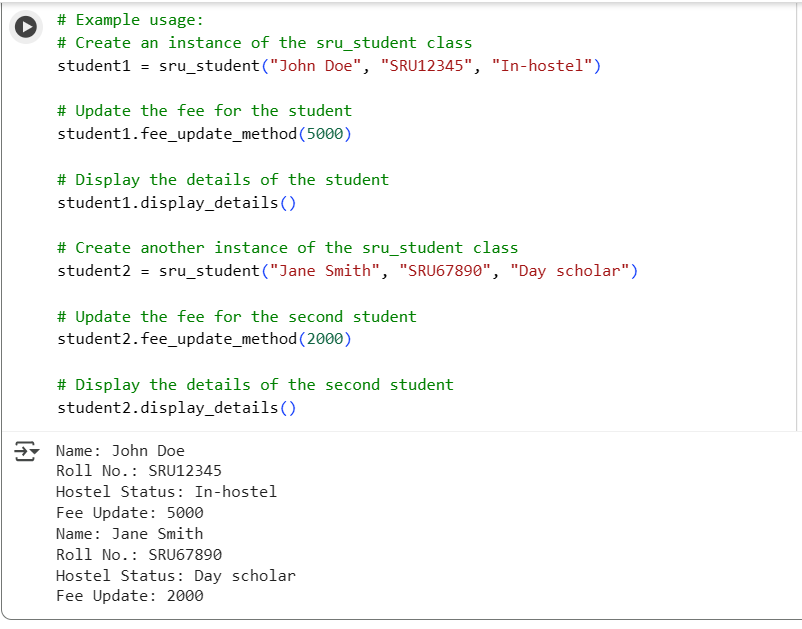 # Example usage:
# Create an instance of the sru_student class
student1 = sru_student("John Doe", "SRU12345", "In-hostel")
# Update the fee for the student
student1.fee_update_method(5000)
# Display the details of the student
student1.display_details()
# Create another instance of the sru_student class
student2 = sru_student("Jane Smith", "SRU67890", "Day scholar")
# Update the fee for the second student
student2.fee_update_method(2000)
# Display the details of the second student
student2.display_details()
Name: John Doe
Roll No.: SRU12345
Hostel Status: In-hostel
Fee Update: 5000
Name: Jane Smith
Roll No.: SRU67890
Hostel Status: Day scholar
Fee Update: 2000